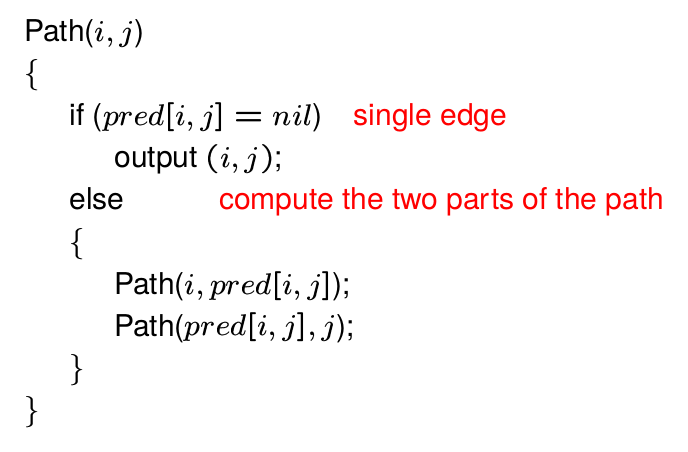 Path(i, j)
{
if (pred[i, j] = nil) single edge
output (i, j);
else compute the two parts of the path
{
Path(i, pred[i, j]);
Path(pred[i, j], j);
}
}